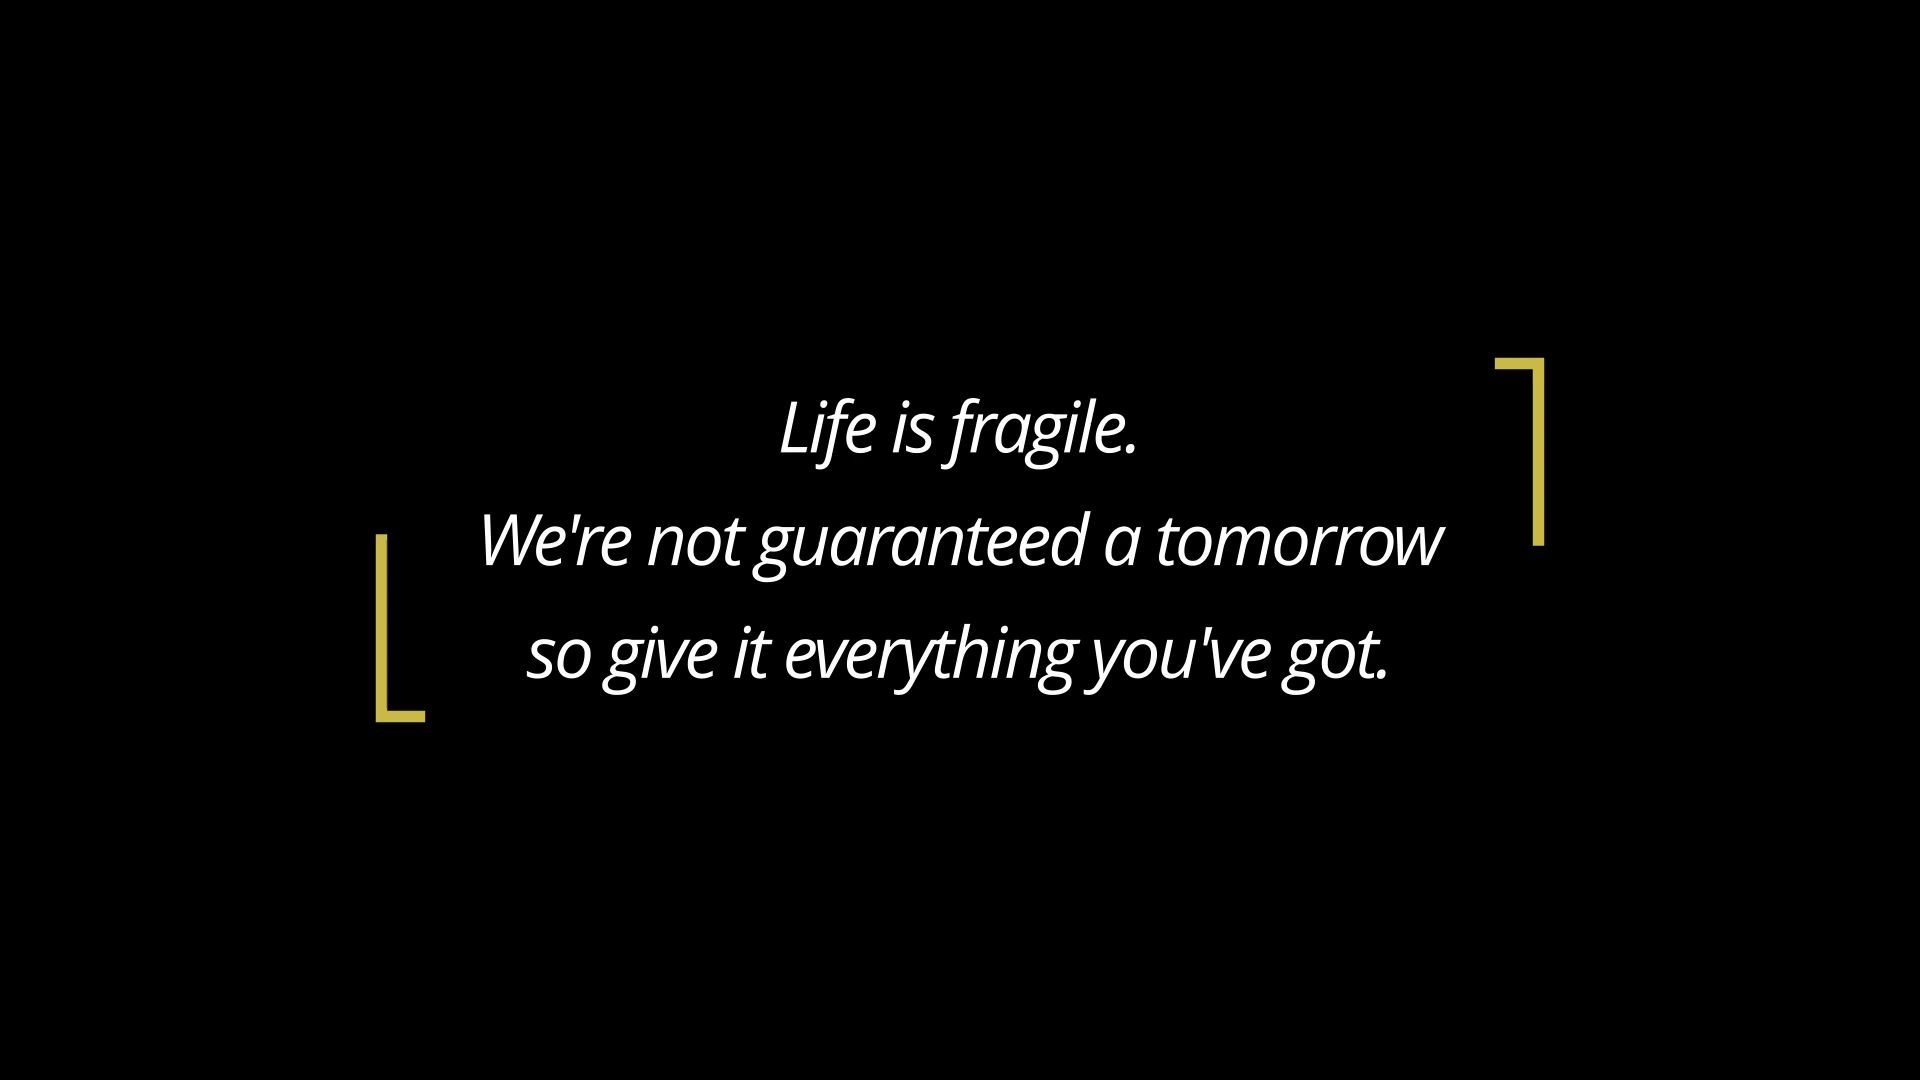 Life is fragile.
We're not guaranteed a tomorrow
so give it everything you've got.